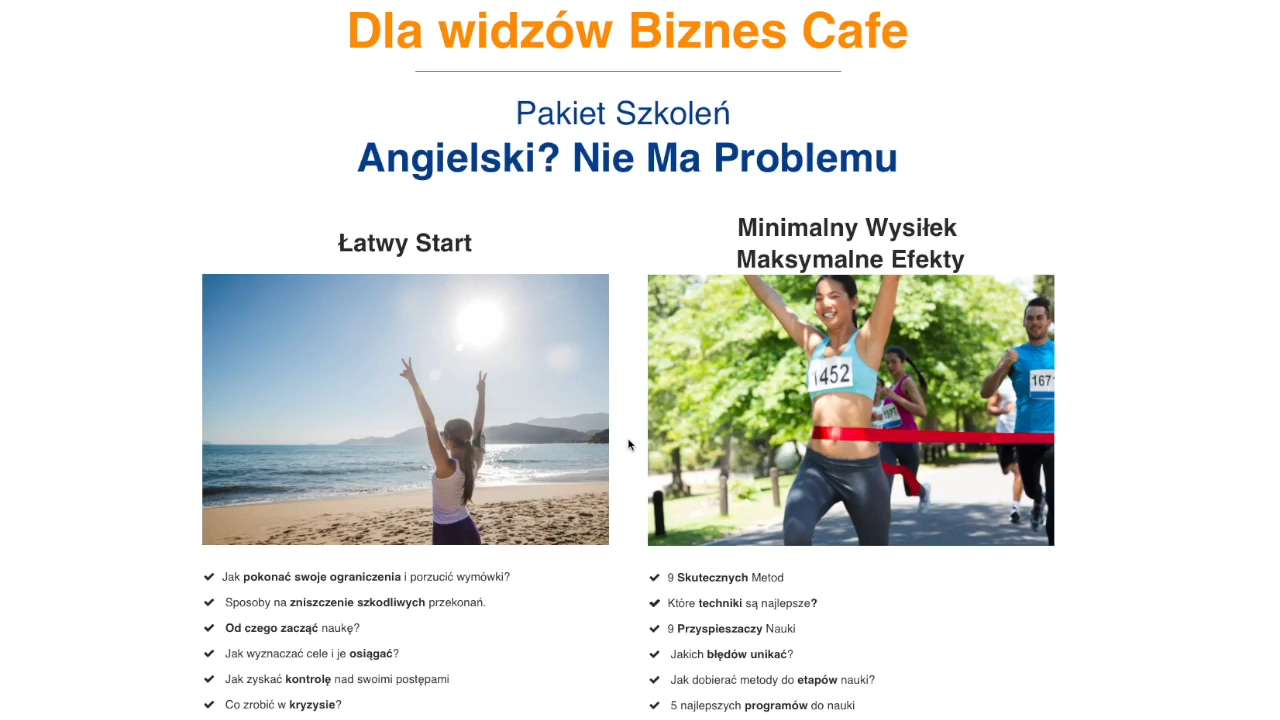 Dla widzów Biznes Cafe
Pakiet Szkoleń
Angielski? Nie Ma Problemu
Łatwy Start
Jak pokonać swoje ograniczenia i porzucić wymówki?
Sposoby na zniszczenie szkodliwych przekonań.
Od czego zacząć naukę?
Jak wyznaczać cele i je osiągać?
Jak zyskać kontrolę nad swoimi postępami
Co zrobić w kryzysie?
Minimalny Wysiłek
Maksymalne Efekty
1452
1671
9 Skutecznych Metod
Które techniki są najlepsze?
9 Przyspieszaczy Nauki
Jakich błędów unikać?
Jak dobierać metody do etapów nauki?
5 najlepszych programów do nauki